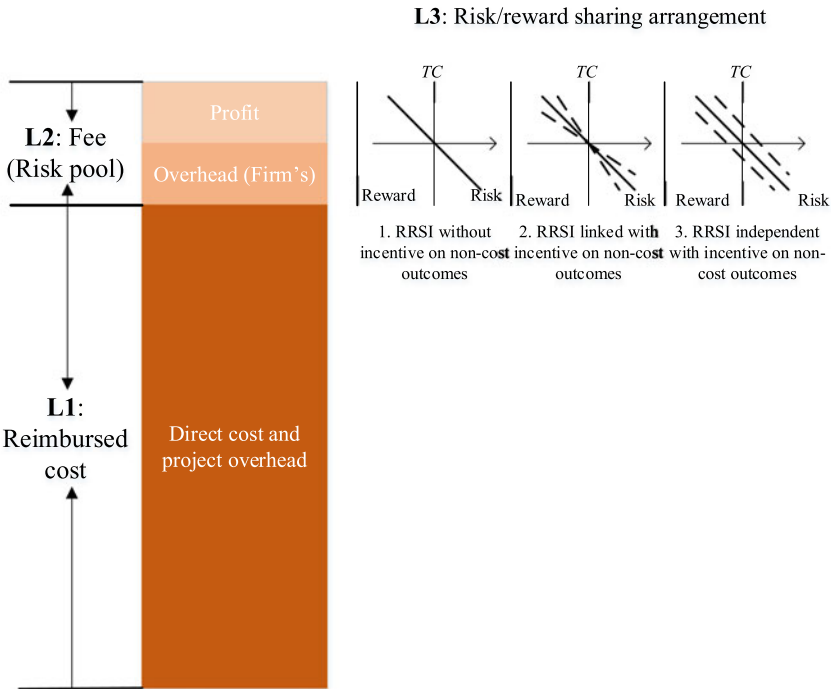 L3: Risk/reward sharing arrangement
Profit
L2: Fee
(Risk pool)
Overhead (Firm's)
L1:
Reimbursed
cost
Direct cost and
project overhead
TC
Reward
Risk
1. RRSI without
incentive on non-cost
outcomes
TC
Reward
Risk
2. RRSI linked with
incentive on non-cost
outcomes
TC
Reward
Risk
3. RRSI independent
with incentive on non-
cost outcomes